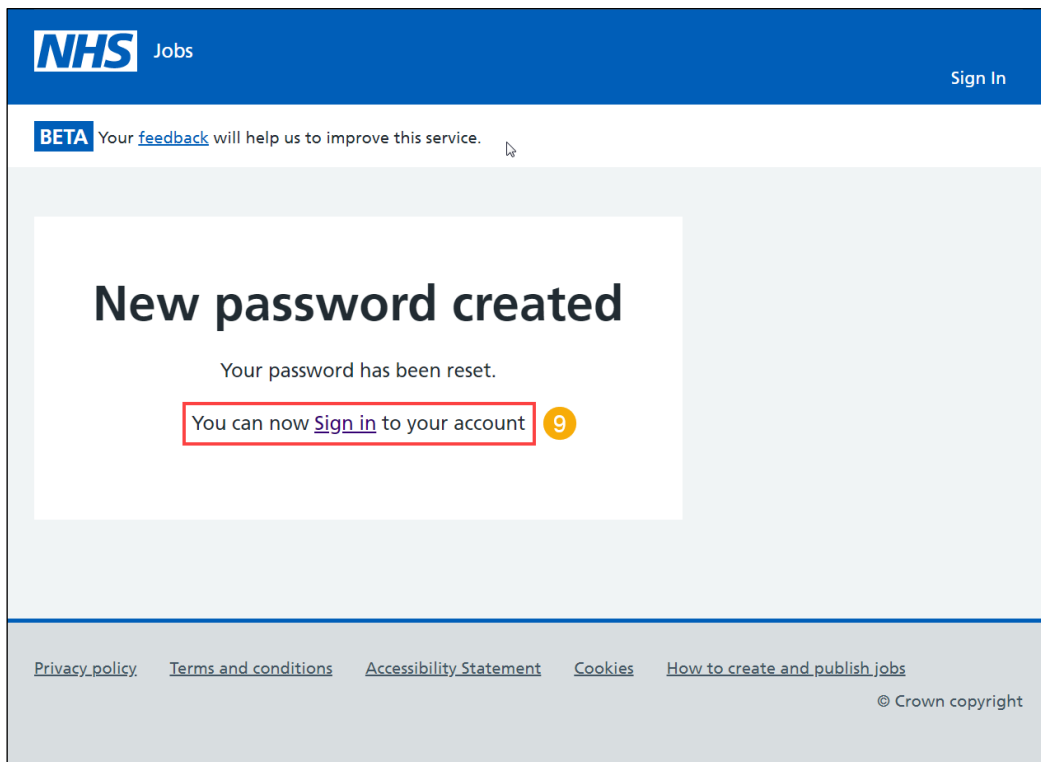 NHS Jobs
Sign In
BETA Your feedback will help us to improve this service.
New password created
Your password has been reset.
You can now Sign in to your account 9
Privacy policy Terms and conditions Accessibility Statement Cookies How to create and publish jobs
© Crown copyright